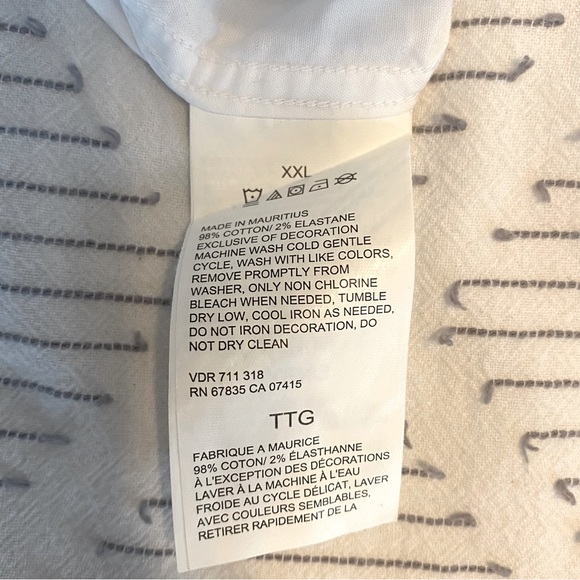 XXL
MADE IN MAURITIUS
98% COTTON/ 2% ELASTANE
EXCLUSIVE OF DECORATION
MACHINE WASH COLD GENTLE
CYCLE, WASH WITH LIKE COLORS,
REMOVE PROMPTLY FROM
WASHER, ONLY NON CHLORINE
BLEACH WHEN NEEDED, TUMBLE
DRY LOW, COOL IRON AS NEEDED,
DO NOT IRON DECORATION, DO
NOT DRY CLEAN
VDR 711 318
RN 67835 CA 07415
TTG
FABRIQUE A MAURICE
98% COTON/ 2% ÉLASTHANNE
À L'EXCEPTION DES DÉCORATIONS
LAVER À LA MACHINE À L'EAU
FROIDE AU CYCLE DÉLICAT, LAVER
AVEC COULEURS SEMBLABLES,
RETIRER RAPIDEMENT DE LA